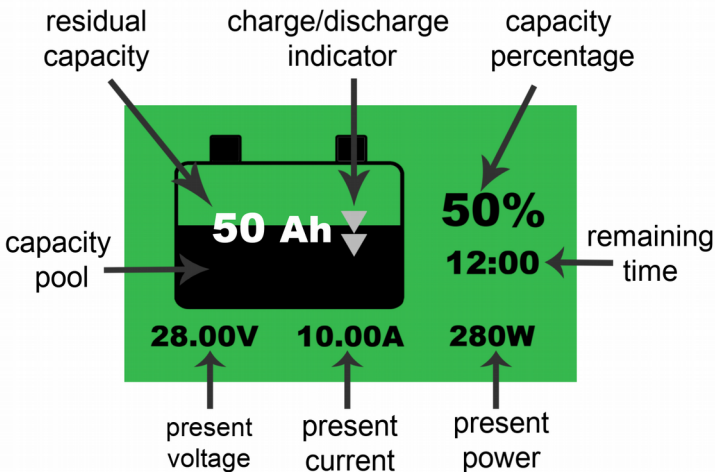 residual
capacity
charge/discharge
indicator
capacity
percentage
50 Ah
50%
12:00
capacity
pool
remaining
time
28.00V
10.00A
280W
present
voltage
present
current
present
power